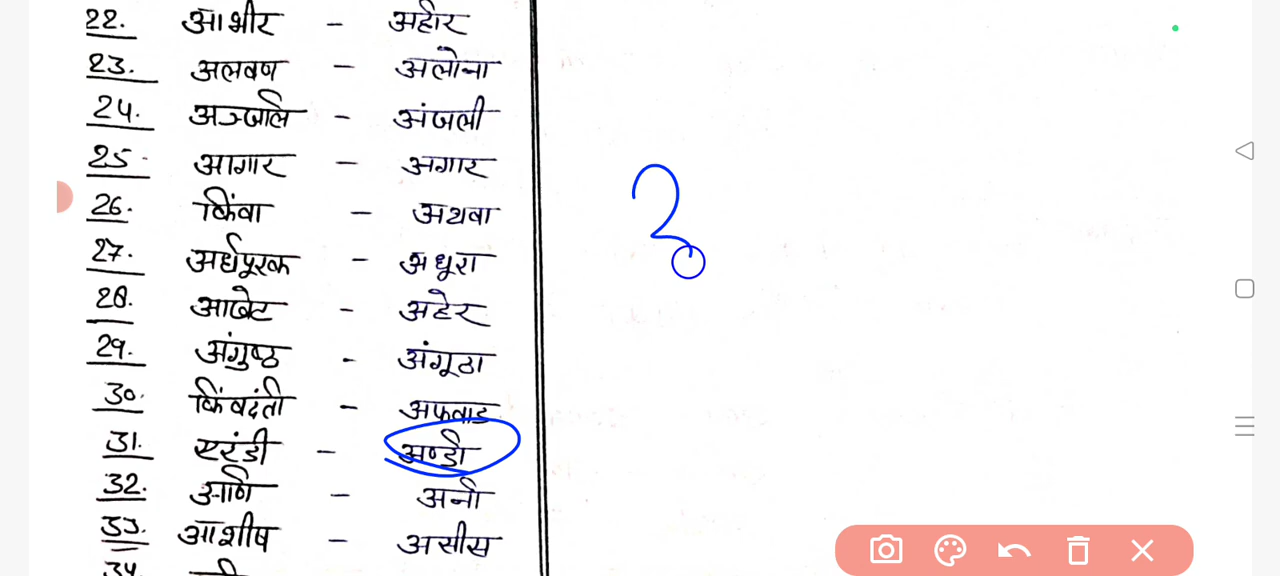 22. आभीर - अहीर
23. अलवण - अलोना
24. अञ्जलि - अंजली
25. आगार - अगार
26. किंवा - अथवा
27. अर्धपूरक - अधूरा
28. आखेट - अहेर
29. अंगुष्ठ - अंगूठा
30. किंवदंती - अफवाह
31. एरंडी - अण्डी
32. अणि - अनी
33. आशीष - असीस
34.
?